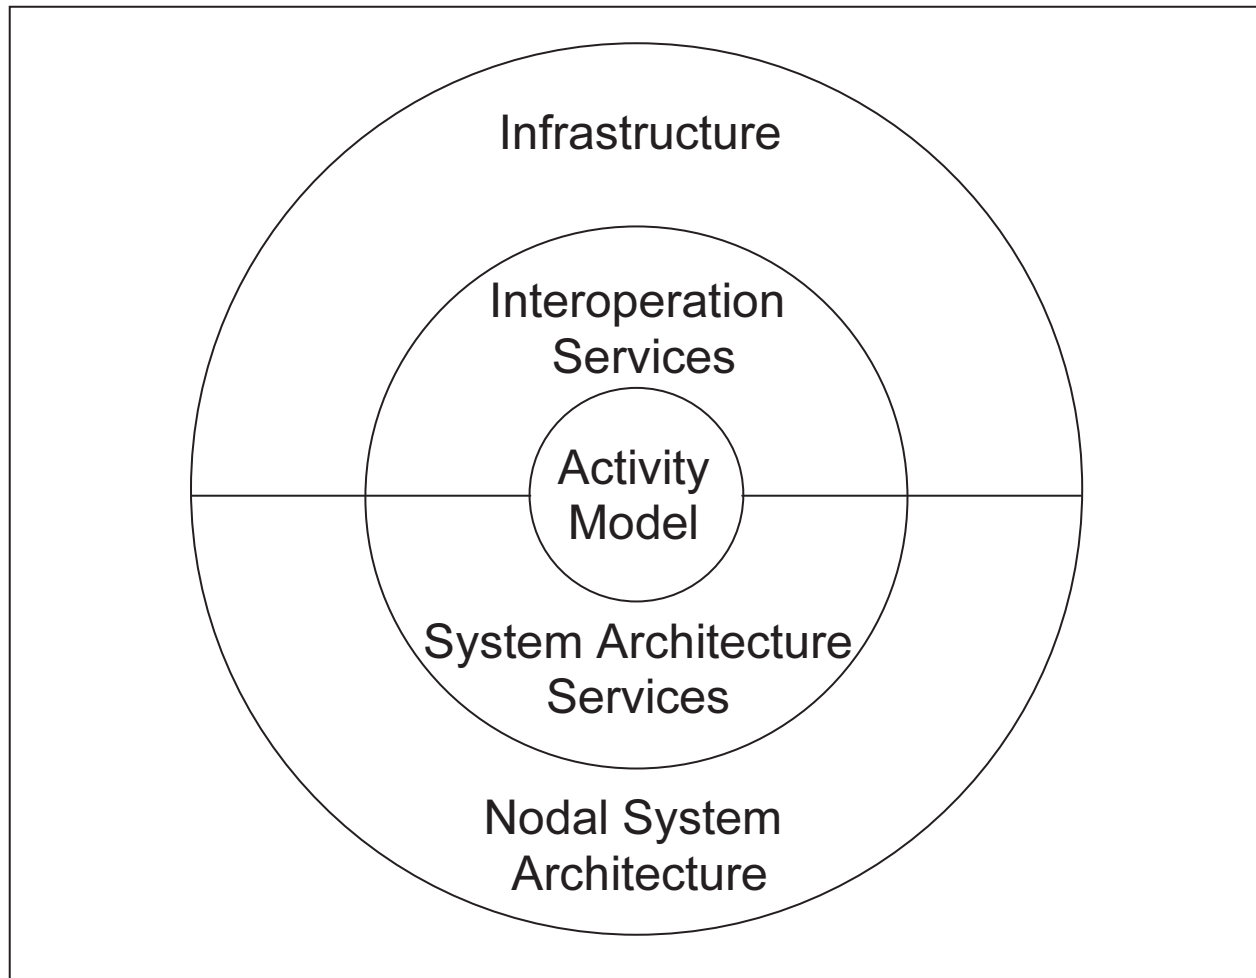 Infrastructure
Interoperation
Services
Activity
Model
System Architecture
Services
Nodal System
Architecture